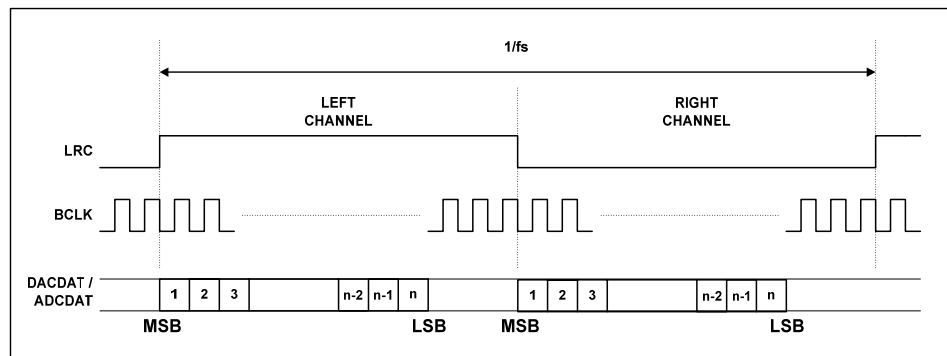 1/fs
LEFT
CHANNEL
RIGHT
CHANNEL
LRC
BCLK
DACDAT /
ADCDAT
1 2 3 n-2 n-1 n 1 2 3 n-2 n-1 n
MSB LSB MSB LSB